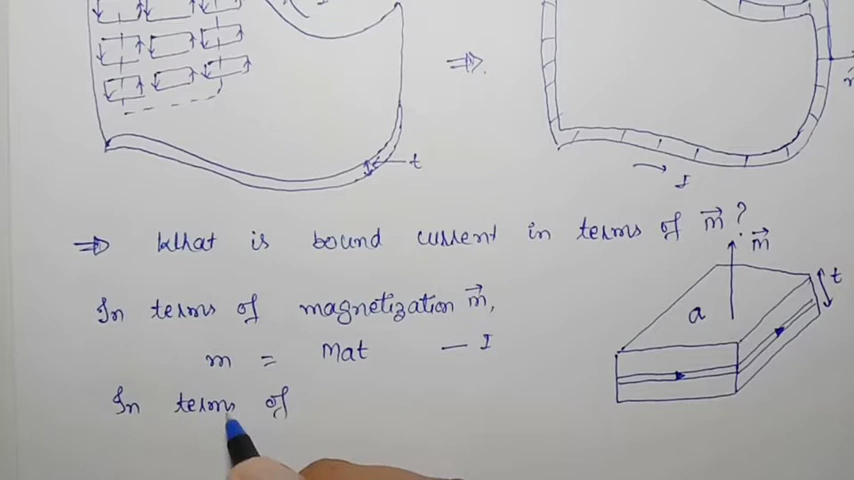 I
t
I
n̂
⇒ What is bound current in terms of m⃗ ?
m⃗
In terms of magnetization m⃗,
t
a
m = Mat — I
In terms of